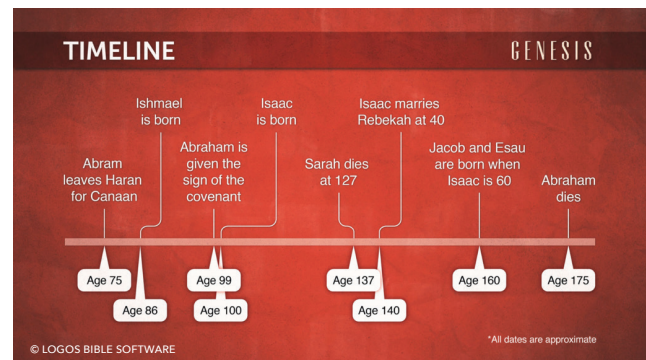 TIMELINE
GENESIS
Ishmael
is born
Isaac
is born
Isaac marries
Rebekah at 40
Abram
leaves Haran
for Canaan
Abraham is
given the
sign of the
covenant
Sarah dies
at 127
Jacob and Esau
are born when
Isaac is 60
Abraham
dies
Age 75
Age 86
Age 99
Age 100
Age 137
Age 140
Age 160
Age 175
*All dates are approximate
© LOGOS BIBLE SOFTWARE